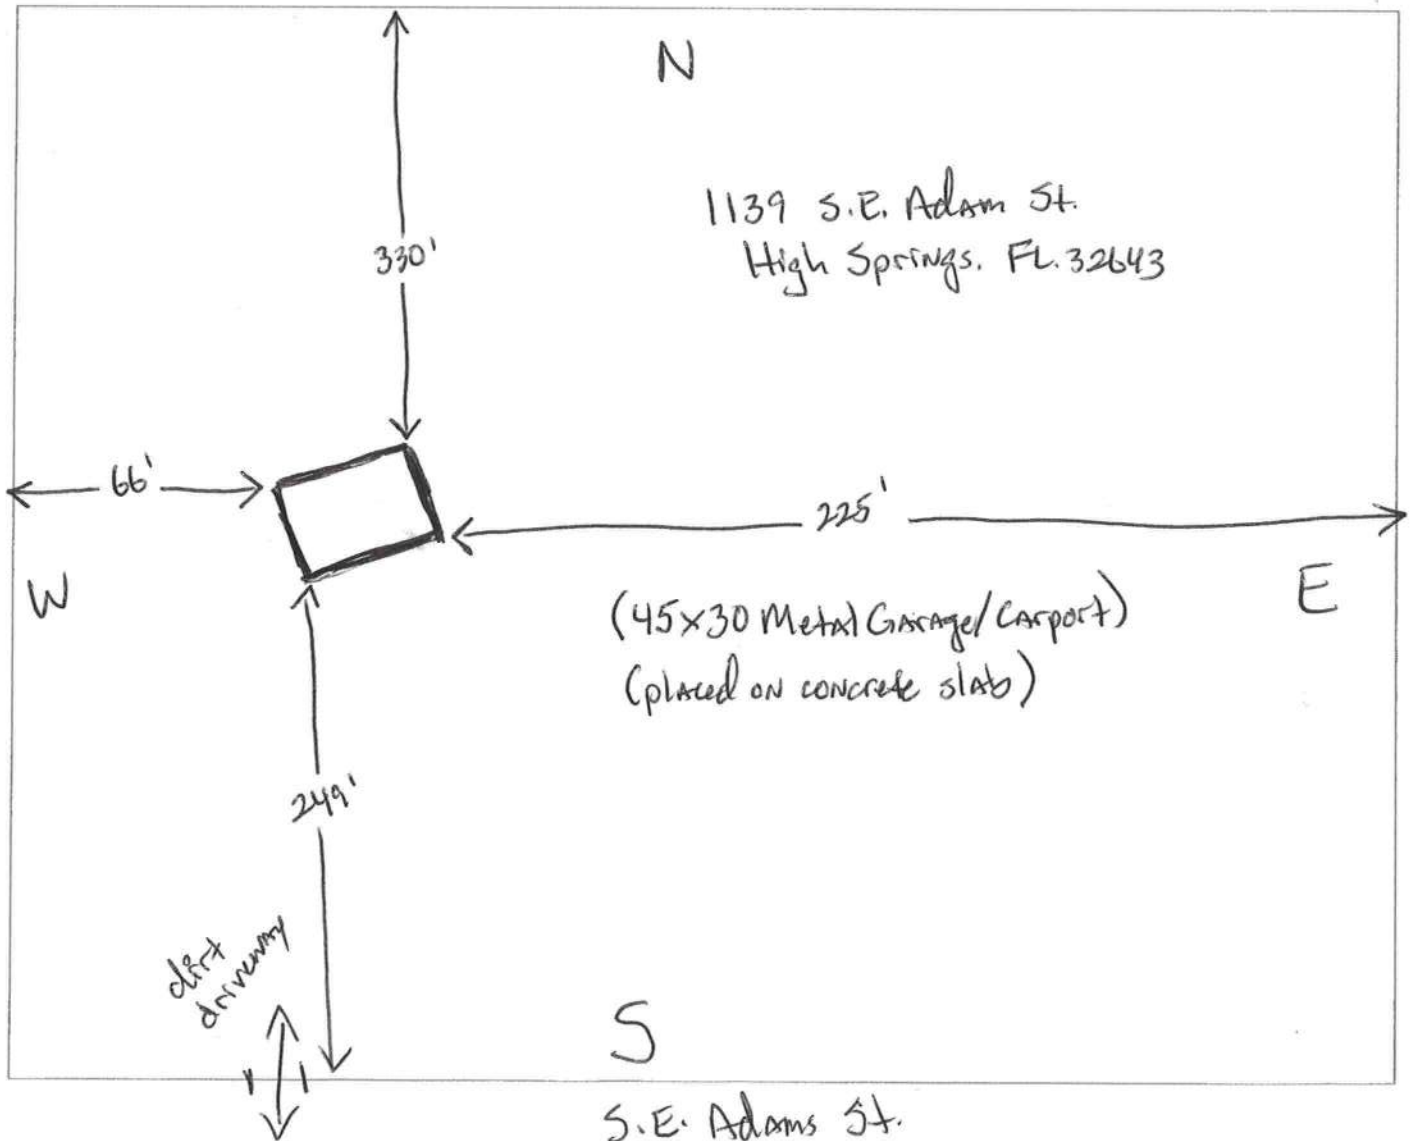 N
1139 S.E. Adam St.
High Springs. FL. 32643
330'
66'
225'
W
E
(45x30 Metal Garage/Carport)
(placed on concrete slab)
249'
dirt
driveway
S
S.E. Adams St.